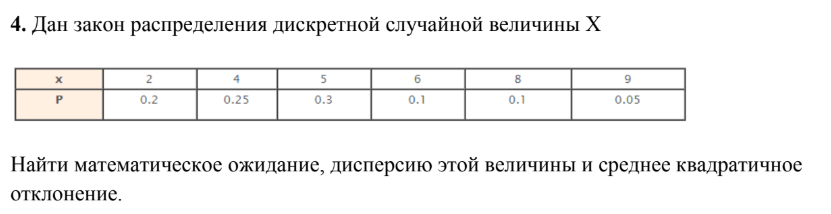 4. Дан закон распределения дискретной случайной величины X
x 2 4 5 6 8 9
P 0.2 0.25 0.3 0.1 0.1 0.05
Найти математическое ожидание, дисперсию этой величины и среднее квадратичное
отклонение.